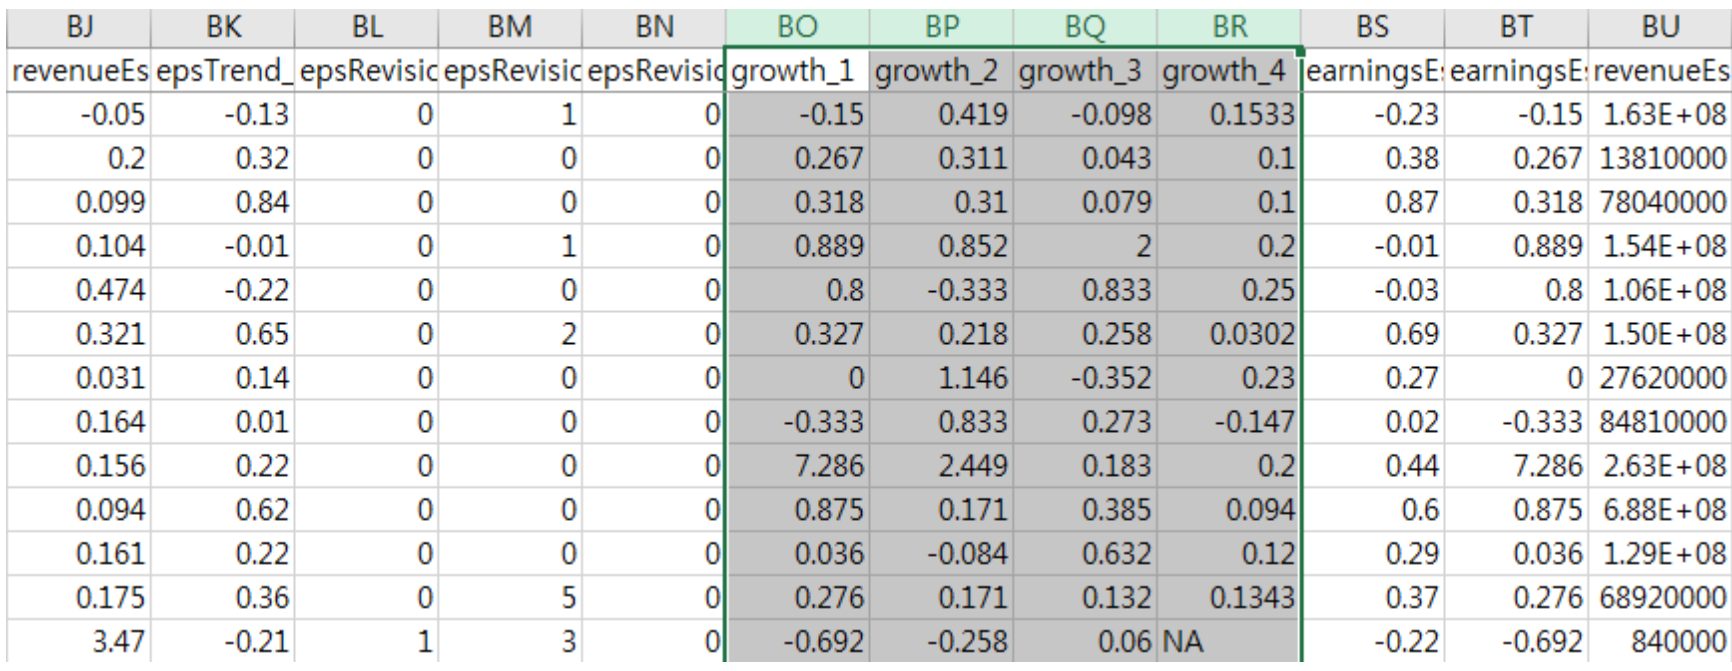 BJ BK BL BM BN BO BP BQ BR BS BT BU
revenueEs epsTrend_ epsRevisic epsRevisic epsRevisic growth_1 growth_2 growth_3 growth_4 earningsE earningsE revenueEs
-0.05 -0.13 0 1 0 -0.15 0.419 -0.098 0.1533 -0.23 -0.15 1.63E+08
0.2 0.32 0 0 0 0.267 0.311 0.043 0.1 0.38 0.267 13810000
0.099 0.84 0 0 0 0.318 0.31 0.079 0.1 0.87 0.318 78040000
0.104 -0.01 0 1 0 0.889 0.852 2 0.2 -0.01 0.889 1.54E+08
0.474 -0.22 0 0 0 0.8 -0.333 0.833 0.25 -0.03 0.8 1.06E+08
0.321 0.65 0 2 0 0.327 0.218 0.258 0.0302 0.69 0.327 1.50E+08
0.031 0.14 0 0 0 0 1.146 -0.352 0.23 0.27 0 27620000
0.164 0.01 0 0 0 -0.333 0.833 0.273 -0.147 0.02 -0.333 84810000
0.156 0.22 0 0 0 7.286 2.449 0.183 0.2 0.44 7.286 2.63E+08
0.094 0.62 0 0 0 0.875 0.171 0.385 0.094 0.6 0.875 6.88E+08
0.161 0.22 0 0 0 0.036 -0.084 0.632 0.12 0.29 0.036 1.29E+08
0.175 0.36 0 5 0 0.276 0.171 0.132 0.1343 0.37 0.276 68920000
3.47 -0.21 1 3 0 -0.692 -0.258 0.06 NA -0.22 -0.692 840000